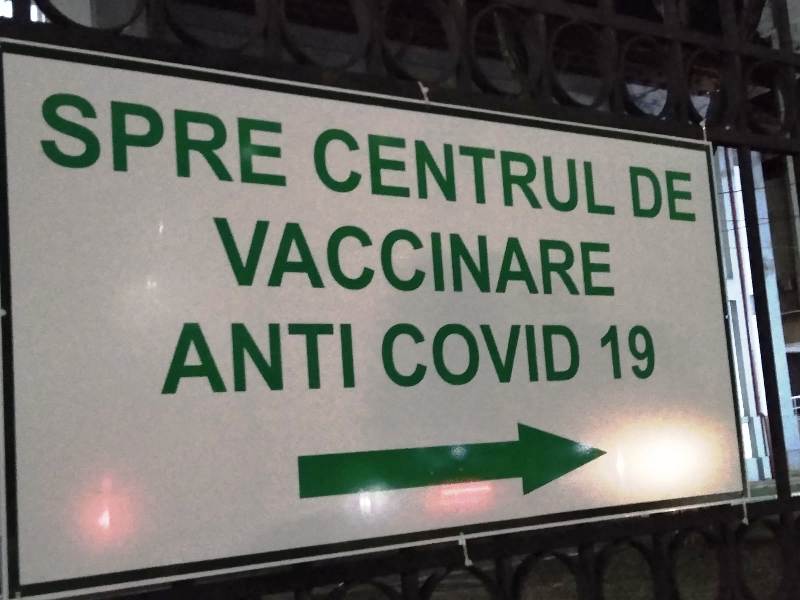 SPRE CENTRUL DE
VACCINARE
ANTI COVID 19